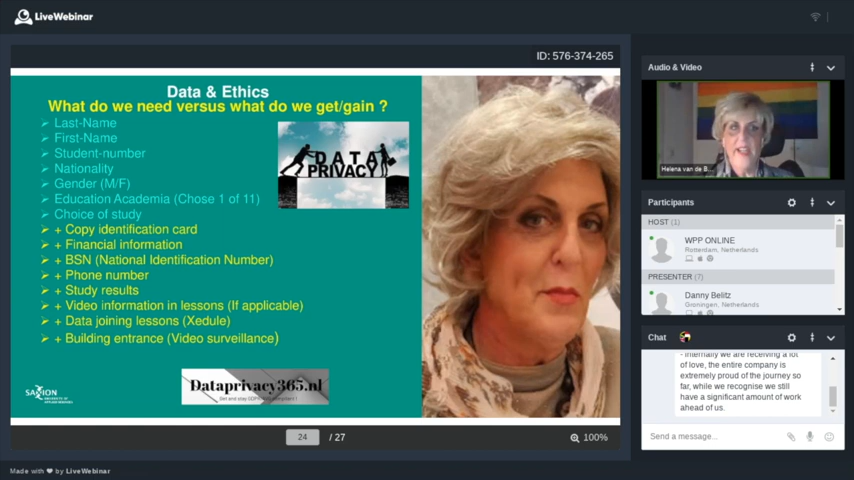 LiveWebinar
ID: 576-374-265
Data & Ethics
What do we need versus what do we get/gain ?
➢ Last-Name
➢ First-Name
➢ Student-number
➢ Nationality
➢ Gender (M/F)
➢ Education Academia (Chose 1 of 11)
➢ Choice of study
➢ + Copy identification card
➢ + Financial information
➢ + BSN (National Identification Number)
➢ + Phone number
➢ + Study results
➢ + Video information in lessons (If applicable)
➢ + Data joining lessons (Xedule)
➢ + Building entrance (Video surveillance)
DATA
PRIVACY
SAXION
UNIVERSITY OF
APPLIED SCIENCES
Dataprivacy365.nl
24 / 27
100%
Audio & Video
Helena van de B...
Participants
HOST (1)
WPP ONLINE
Rotterdam, Netherlands
PRESENTER (7)
Danny Belitz
Groningen, Netherlands
Chat
- Internally we are receiving a lot
of love, the entire company is
extremely proud of the journey so
far, while we recognise we still
have a significant amount of work
ahead of us.
Send a message...
Made with ❤ by LiveWebinar